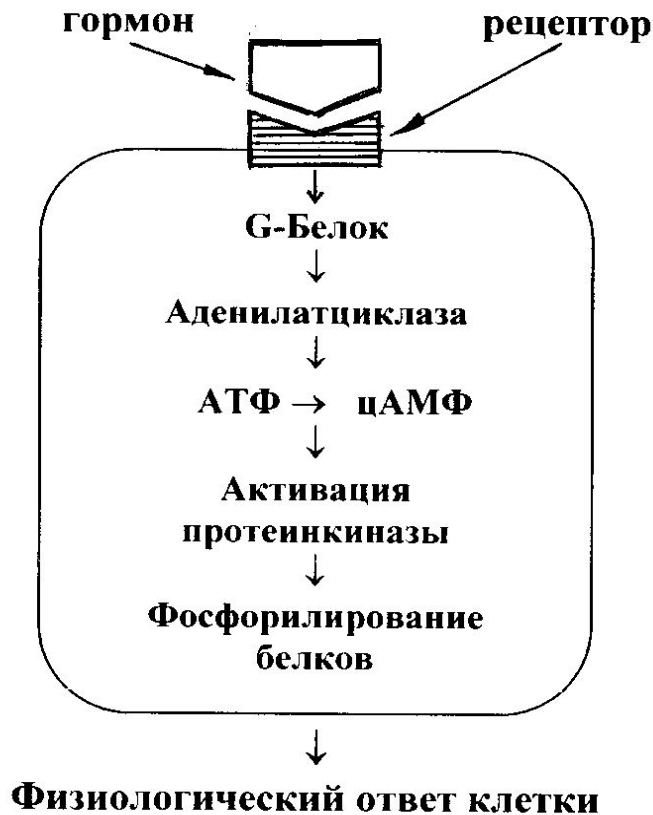 гормон
рецептор
G-Белок
Аденилатциклаза
АТФ → цАМФ
Активация
протеинкиназы
Фосфорилирование
белков
Физиологический ответ клетки